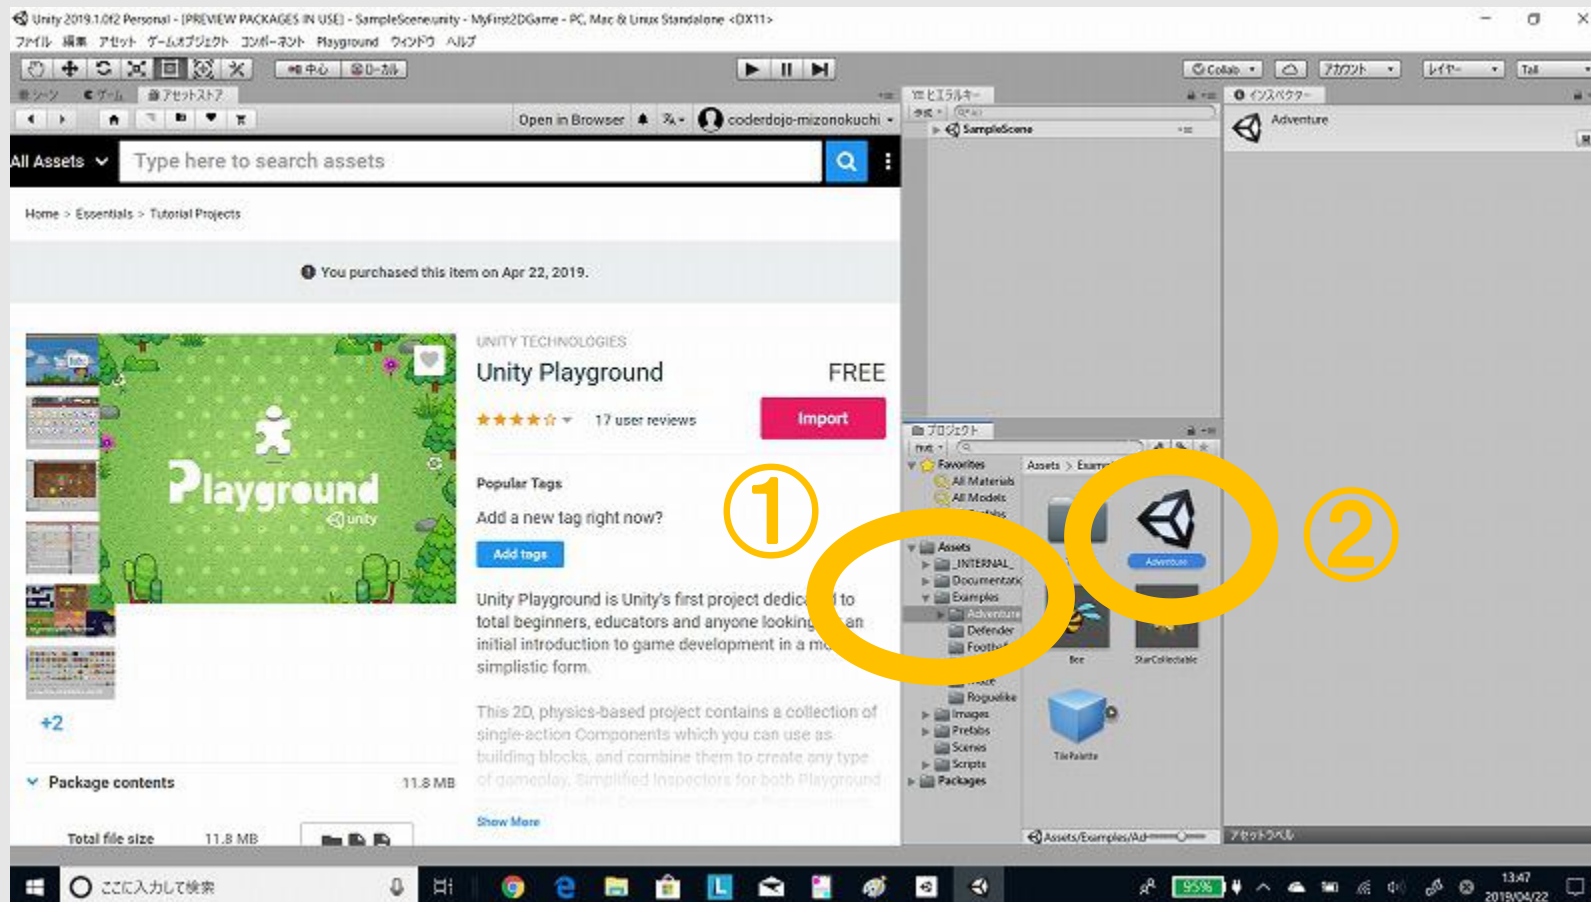 Unity 2019.1.0f2 Personal - [PREVIEW PACKAGES IN USE] - SampleScene.unity - MyFirst2DGame - PC, Mac & Linux Standalone <DX11>
ファイル 編集 アセット ゲームオブジェクト コンポーネント Playground ウィンドウ ヘルプ
中心 ローカル
Collab アカウント レイヤー
シーン ゲーム アセットストア
ヒエラルキー
インスペクター
Open in Browser coderdojo-mizonokuchi
作成
SampleScene
Adventure
All Assets Type here to search assets
Home > Essentials > Tutorial Projects
You purchased this item on Apr 22, 2019.
Playground
unity
+2
UNITY TECHNOLOGIES
Unity Playground FREE
17 user reviews Import
Popular Tags
Add a new tag right now?
Add tags
Unity Playground is Unity's first project
total beginners, educators and anyone looking an
initial introduction to game development in a
simplistic form.
This 2D, physics-based project contains a collection of
single-action Components which you can use as
building blocks, and combine them to create any type
of gameplay. Simplified Inspectors for both Playground
Show More
Package contents 11.8 MB
Total file size 11.8 MB
①
②
プロジェクト
作成
Favorites
All Materials
All Models
Assets
_INTERNAL_
Documentatic
Examples
Adventure
Defender
Roguelike
Images
Prefabs
Scenes
Scripts
Packages
Assets >
Adventure
Bee
StarCollectable
TilePalette
Assets/Examples/Ad
アセットラベル
ここに入力して検索
95%
13:47
2019/04/22